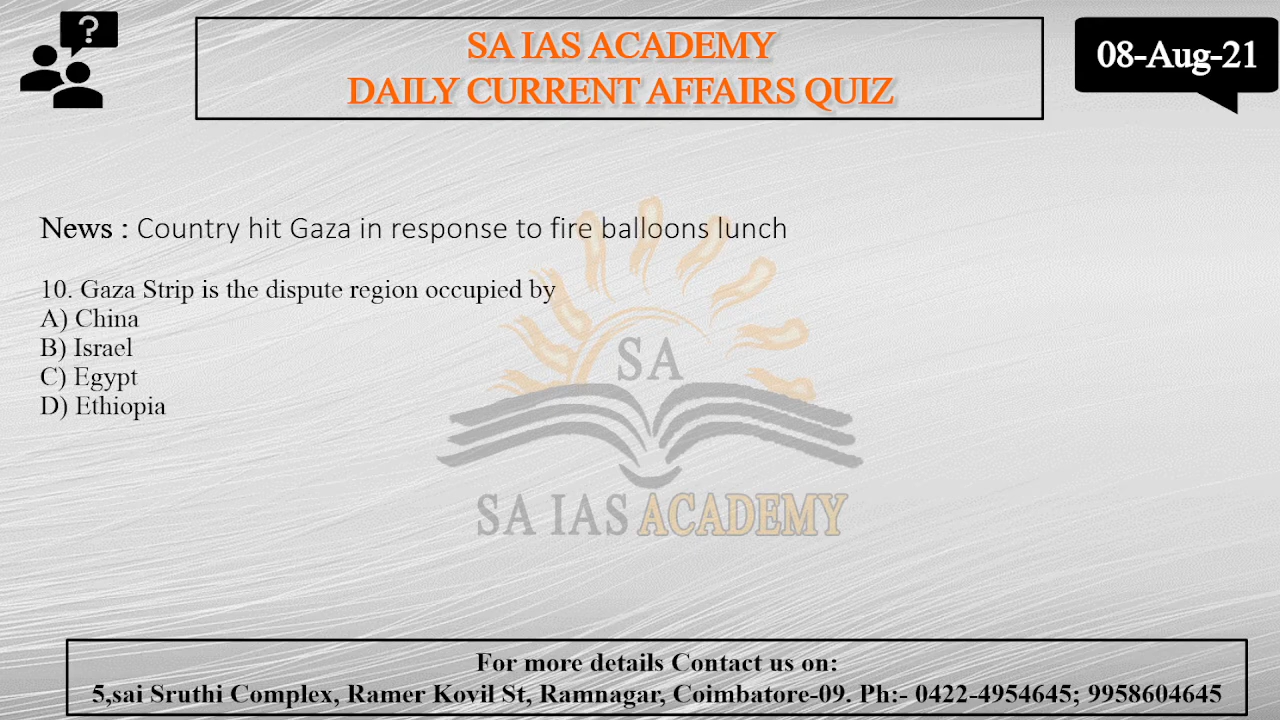 ?
SA IAS ACADEMY
DAILY CURRENT AFFAIRS QUIZ
08-Aug-21
News : Country hit Gaza in response to fire balloons lunch
10. Gaza Strip is the dispute region occupied by
A) China
B) Israel
C) Egypt
D) Ethiopia
SA
SA IAS ACADEMY
For more details Contact us on:
5,sai Sruthi Complex, Ramer Kovil St, Ramnagar, Coimbatore-09. Ph:- 0422-4954645; 9958604645